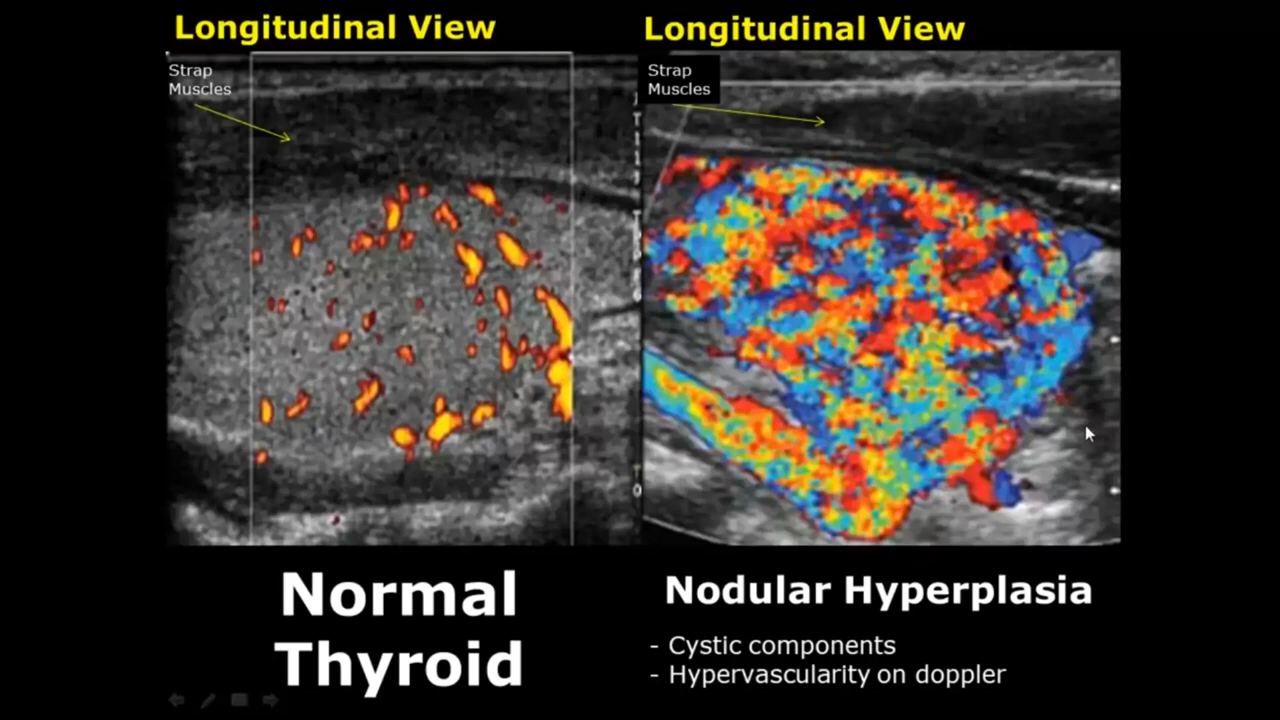 Longitudinal View
Strap
Muscles
Normal
Thyroid
Longitudinal View
Strap
Muscles
Nodular Hyperplasia
- Cystic components
- Hypervascularity on doppler